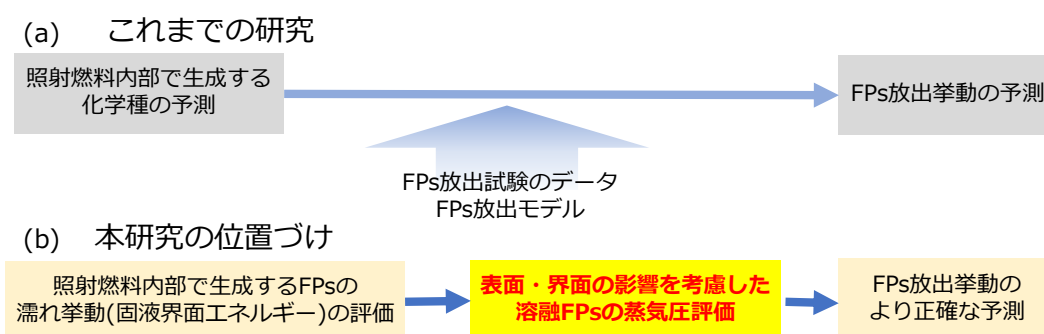 (a) これまでの研究
照射燃料内部で生成する
化学種の予測
FPs放出挙動の予測
FPs放出試験のデータ
FPs放出モデル
(b) 本研究の位置づけ
照射燃料内部で生成するFPsの
濡れ挙動(固液界面エネルギー)の評価
表面・界面の影響を考慮した
溶融FPsの蒸気圧評価
FPs放出挙動の
より正確な予測